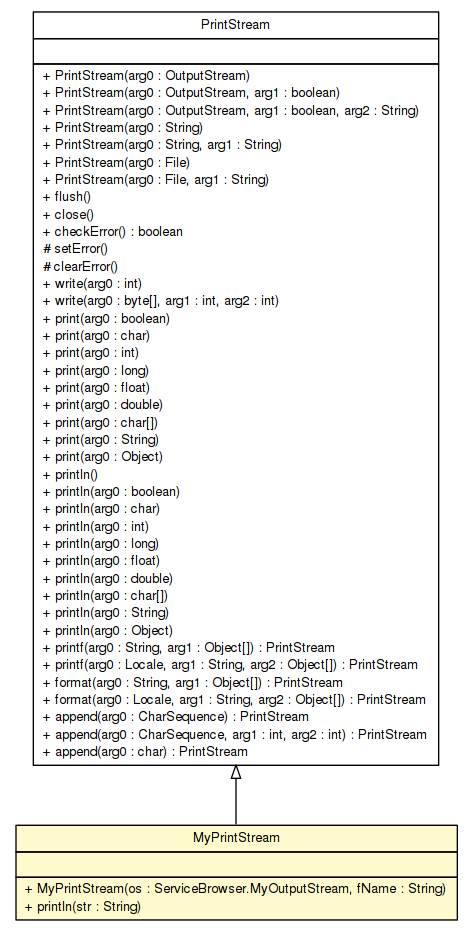 PrintStream
+ PrintStream(arg0 : OutputStream)
+ PrintStream(arg0 : OutputStream, arg1 : boolean)
+ PrintStream(arg0 : OutputStream, arg1 : boolean, arg2 : String)
+ PrintStream(arg0 : String)
+ PrintStream(arg0 : String, arg1 : String)
+ PrintStream(arg0 : File)
+ PrintStream(arg0 : File, arg1 : String)
+ flush()
+ close()
+ checkError() : boolean
# setError()
# clearError()
+ write(arg0 : int)
+ write(arg0 : byte[], arg1 : int, arg2 : int)
+ print(arg0 : boolean)
+ print(arg0 : char)
+ print(arg0 : int)
+ print(arg0 : long)
+ print(arg0 : float)
+ print(arg0 : double)
+ print(arg0 : char[])
+ print(arg0 : String)
+ print(arg0 : Object)
+ println()
+ println(arg0 : boolean)
+ println(arg0 : char)
+ println(arg0 : int)
+ println(arg0 : long)
+ println(arg0 : float)
+ println(arg0 : double)
+ println(arg0 : char[])
+ println(arg0 : String)
+ println(arg0 : Object)
+ printf(arg0 : String, arg1 : Object[]) : PrintStream
+ printf(arg0 : Locale, arg1 : String, arg2 : Object[]) : PrintStream
+ format(arg0 : String, arg1 : Object[]) : PrintStream
+ format(arg0 : Locale, arg1 : String, arg2 : Object[]) : PrintStream
+ append(arg0 : CharSequence) : PrintStream
+ append(arg0 : CharSequence, arg1 : int, arg2 : int) : PrintStream
+ append(arg0 : char) : PrintStream
MyPrintStream
+ MyPrintStream(os : ServiceBrowser.MyOutputStream, fName : String)
+ println(str : String)